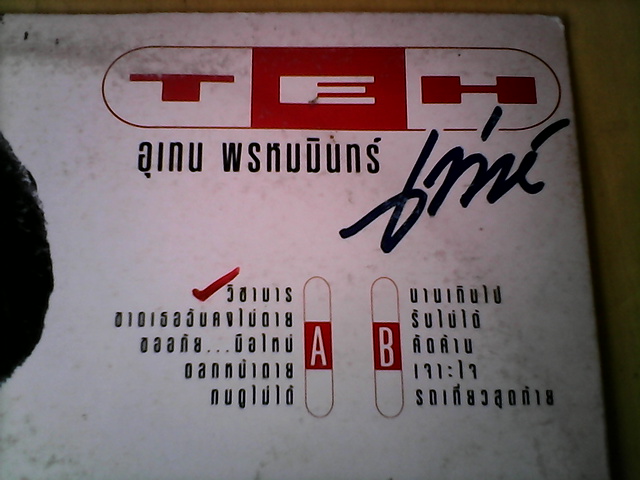 TEH
อุเทน พรหมมินทร์
เท่ห์
วิชามาร
ขาดเธอฉันคงไม่ตาย
ขออภัย...มือใหม่
ตลกหน้าตาย
ทนดูไม่ได้
A
B
นานเกินไป
รับไม่ได้
คัดค้าน
เจาะใจ
รถเที่ยวสุดท้าย